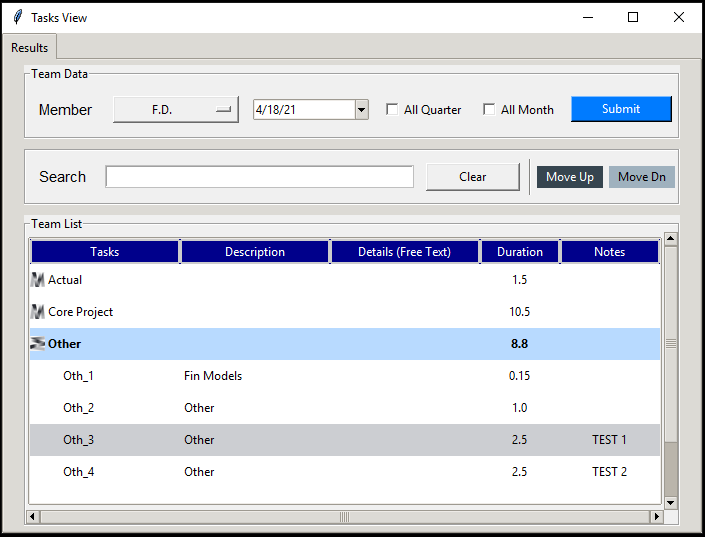 Tasks View
Results
Team Data
Member F.D. 4/18/21 All Quarter All Month Submit
Search Clear Move Up Move Dn
Team List
Tasks Description Details (Free Text) Duration Notes
Actual 1.5
Core Project 10.5
Other 8.8
Oth_1 Fin Models 0.15
Oth_2 Other 1.0
Oth_3 Other 2.5 TEST 1
Oth_4 Other 2.5 TEST 2